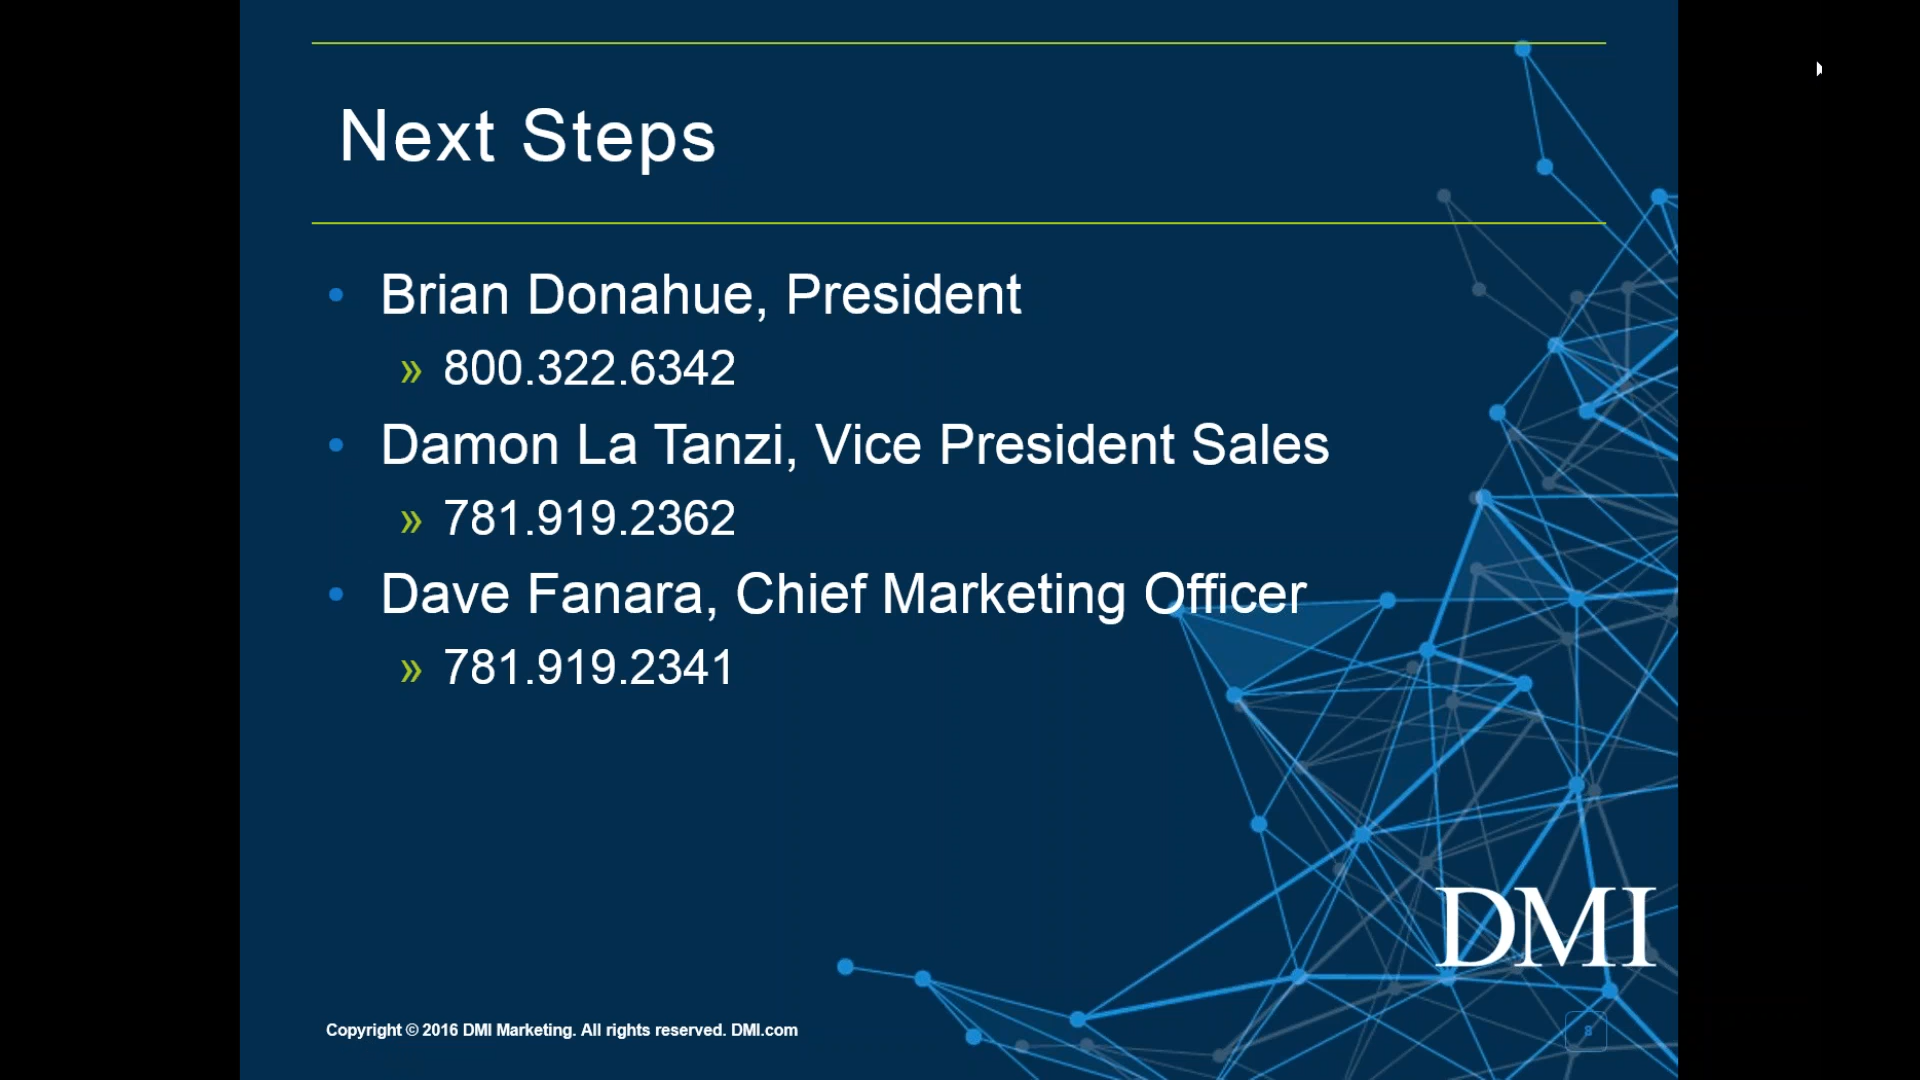 Next Steps
• Brian Donahue, President
» 800.322.6342
• Damon La Tanzi, Vice President Sales
» 781.919.2362
• Dave Fanara, Chief Marketing Officer
» 781.919.2341
DMI
Copyright © 2016 DMI Marketing. All rights reserved. DMI.com
8